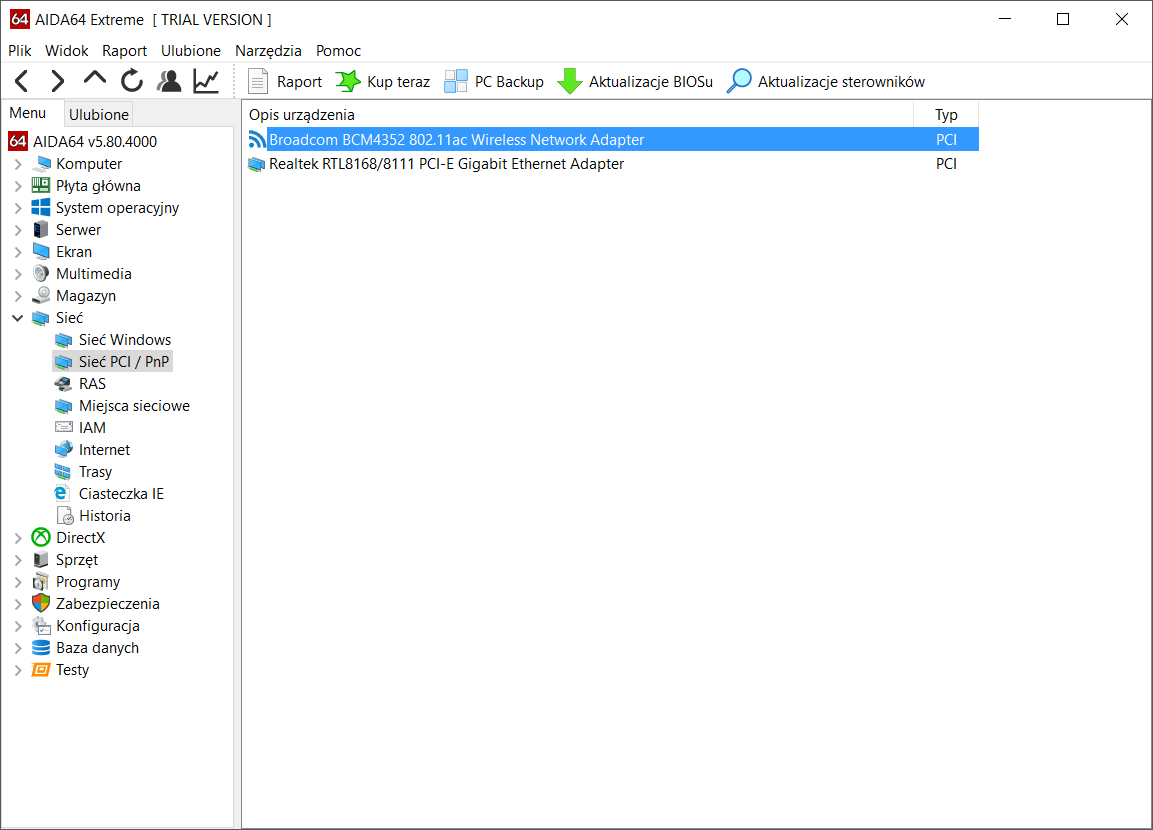 64 AIDA64 Extreme [ TRIAL VERSION ]
Plik Widok Raport Ulubione Narzędzia Pomoc
Raport Kup teraz PC Backup Aktualizacje BIOSu Aktualizacje sterowników
Menu Ulubione
64 AIDA64 v5.80.4000
Komputer
Płyta główna
System operacyjny
Serwer
Ekran
Multimedia
Magazyn
Sieć
Sieć Windows
Sieć PCI / PnP
RAS
Miejsca sieciowe
IAM
Internet
Trasy
Ciasteczka IE
Historia
DirectX
Sprzęt
Programy
Zabezpieczenia
Konfiguracja
Baza danych
Testy
Opis urządzenia Typ
Broadcom BCM4352 802.11ac Wireless Network Adapter PCI
Realtek RTL8168/8111 PCI-E Gigabit Ethernet Adapter PCI